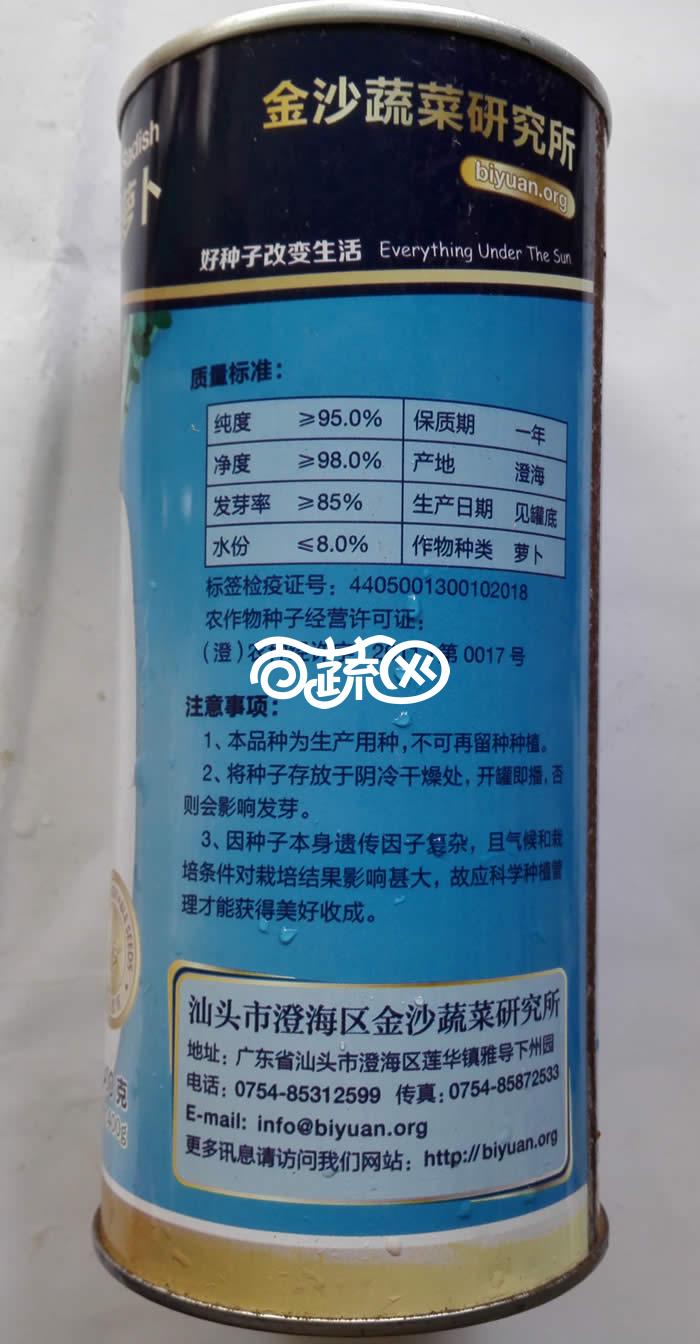 金沙蔬菜研究所
biyuan.org
Radish
萝卜
好种子改变生活 Everything Under The Sun
质量标准：
纯度 ≥95.0% 保质期 一年
净度 ≥98.0% 产地 澄海
发芽率 ≥85% 生产日期 见罐底
水份 ≤8.0% 作物种类 萝卜
标签检疫证号：4405001300102018
农作物种子经营许可证：
（澄）农 第 0017 号
蔬
注意事项：
1、本品种为生产用种，不可再留种种植。
2、将种子存放于阴冷干燥处，开罐即播，否
则会影响发芽。
3、因种子本身遗传因子复杂，且气候和栽
培条件对栽培结果影响甚大，故应科学种植管
理才能获得美好收成。
SEEDS
克
400g
汕头市澄海区金沙蔬菜研究所
地址：广东省汕头市澄海区莲华镇雅导下州园
电话：0754-85312599 传真：0754-85872533
E-mail: info@biyuan.org
更多讯息请访问我们网站：http://biyuan.org